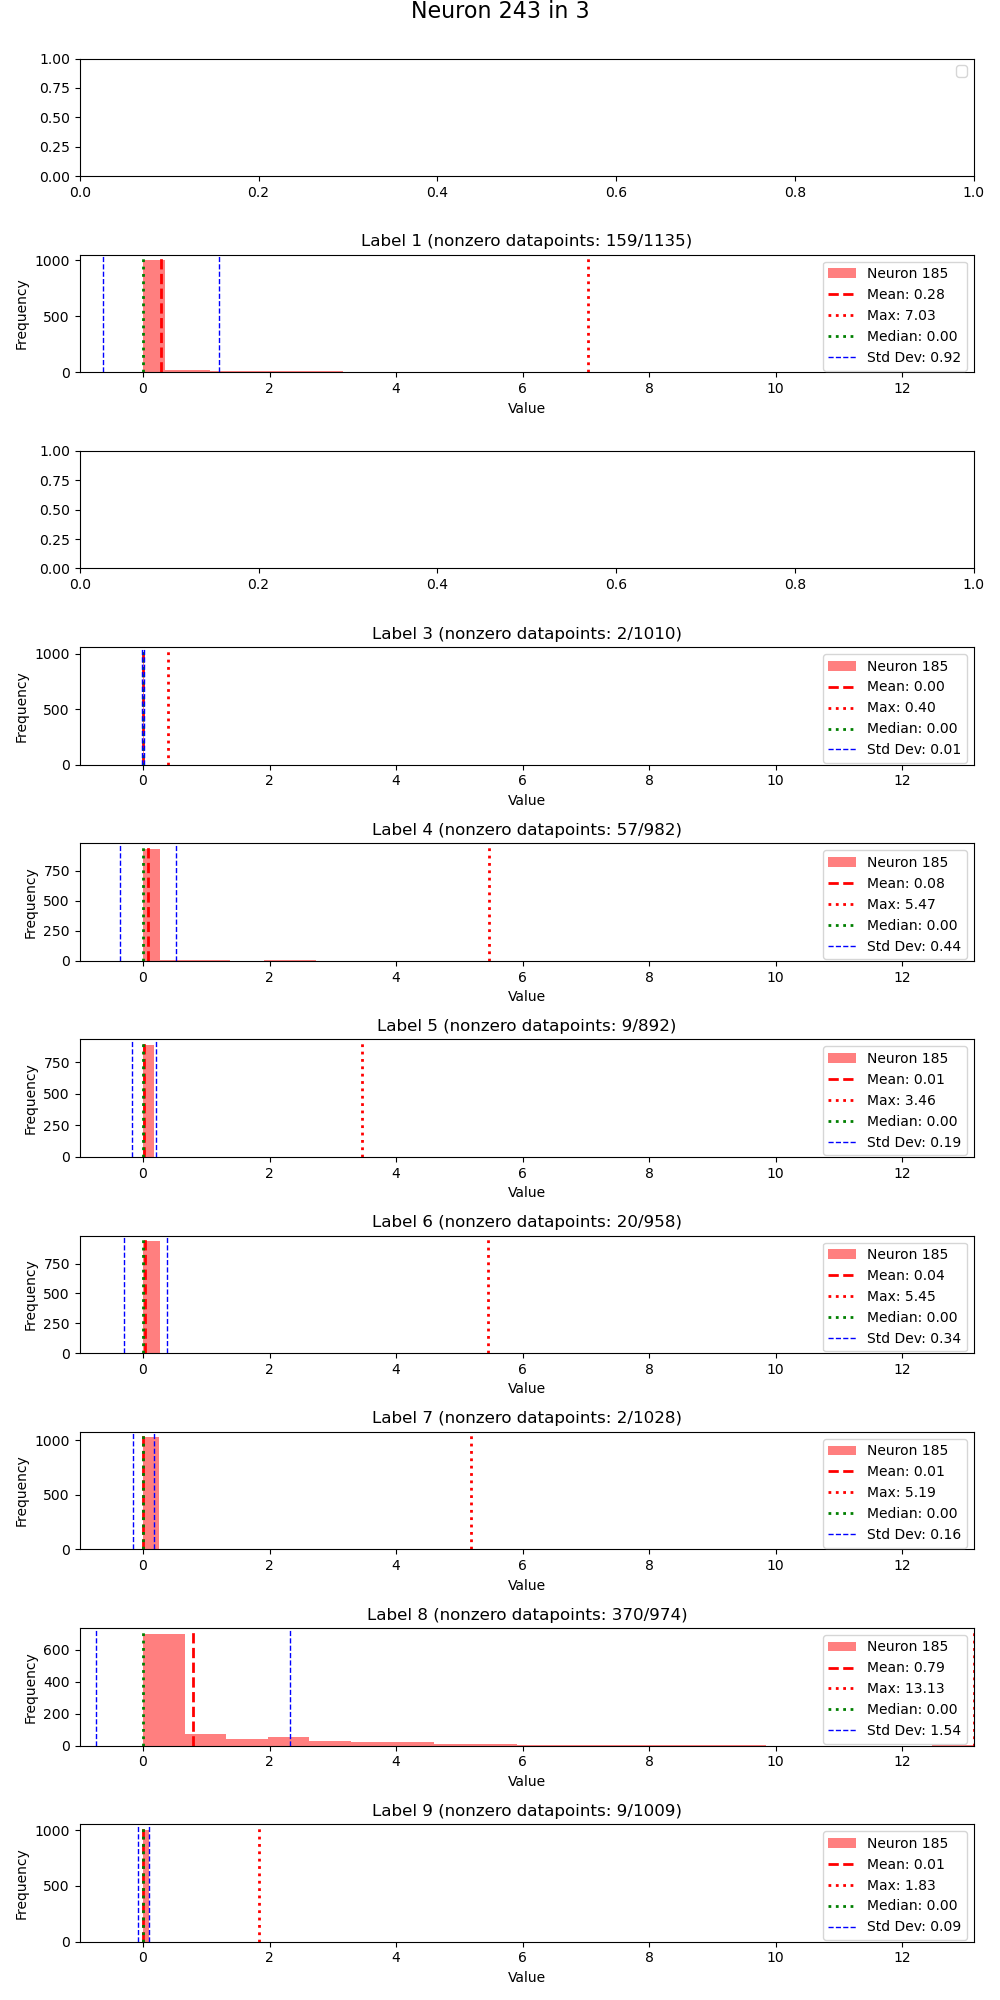 Neuron 243 in 3
1.00
0.75
0.50
0.25
0.00
0.0 0.2 0.4 0.6 0.8 1.0
Label 1 (nonzero datapoints: 159/1135)
Frequency
1000
500
0
Neuron 185
Mean: 0.28
Max: 7.03
Median: 0.00
Std Dev: 0.92
0 2 4 6 8 10 12
Value
1.00
0.75
0.50
0.25
0.00
0.0 0.2 0.4 0.6 0.8 1.0
Label 3 (nonzero datapoints: 2/1010)
Frequency
1000
500
0
Neuron 185
Mean: 0.00
Max: 0.40
Median: 0.00
Std Dev: 0.01
0 2 4 6 8 10 12
Value
Label 4 (nonzero datapoints: 57/982)
Frequency
750
500
250
0
Neuron 185
Mean: 0.08
Max: 5.47
Median: 0.00
Std Dev: 0.44
0 2 4 6 8 10 12
Value
Label 5 (nonzero datapoints: 9/892)
Frequency
750
500
250
0
Neuron 185
Mean: 0.01
Max: 3.46
Median: 0.00
Std Dev: 0.19
0 2 4 6 8 10 12
Value
Label 6 (nonzero datapoints: 20/958)
Frequency
750
500
250
0
Neuron 185
Mean: 0.04
Max: 5.45
Median: 0.00
Std Dev: 0.34
0 2 4 6 8 10 12
Value
Label 7 (nonzero datapoints: 2/1028)
Frequency
1000
500
0
Neuron 185
Mean: 0.01
Max: 5.19
Median: 0.00
Std Dev: 0.16
0 2 4 6 8 10 12
Value
Label 8 (nonzero datapoints: 370/974)
Frequency
600
400
200
0
Neuron 185
Mean: 0.79
Max: 13.13
Median: 0.00
Std Dev: 1.54
0 2 4 6 8 10 12
Value
Label 9 (nonzero datapoints: 9/1009)
Frequency
1000
500
0
Neuron 185
Mean: 0.01
Max: 1.83
Median: 0.00
Std Dev: 0.09
0 2 4 6 8 10 12
Value